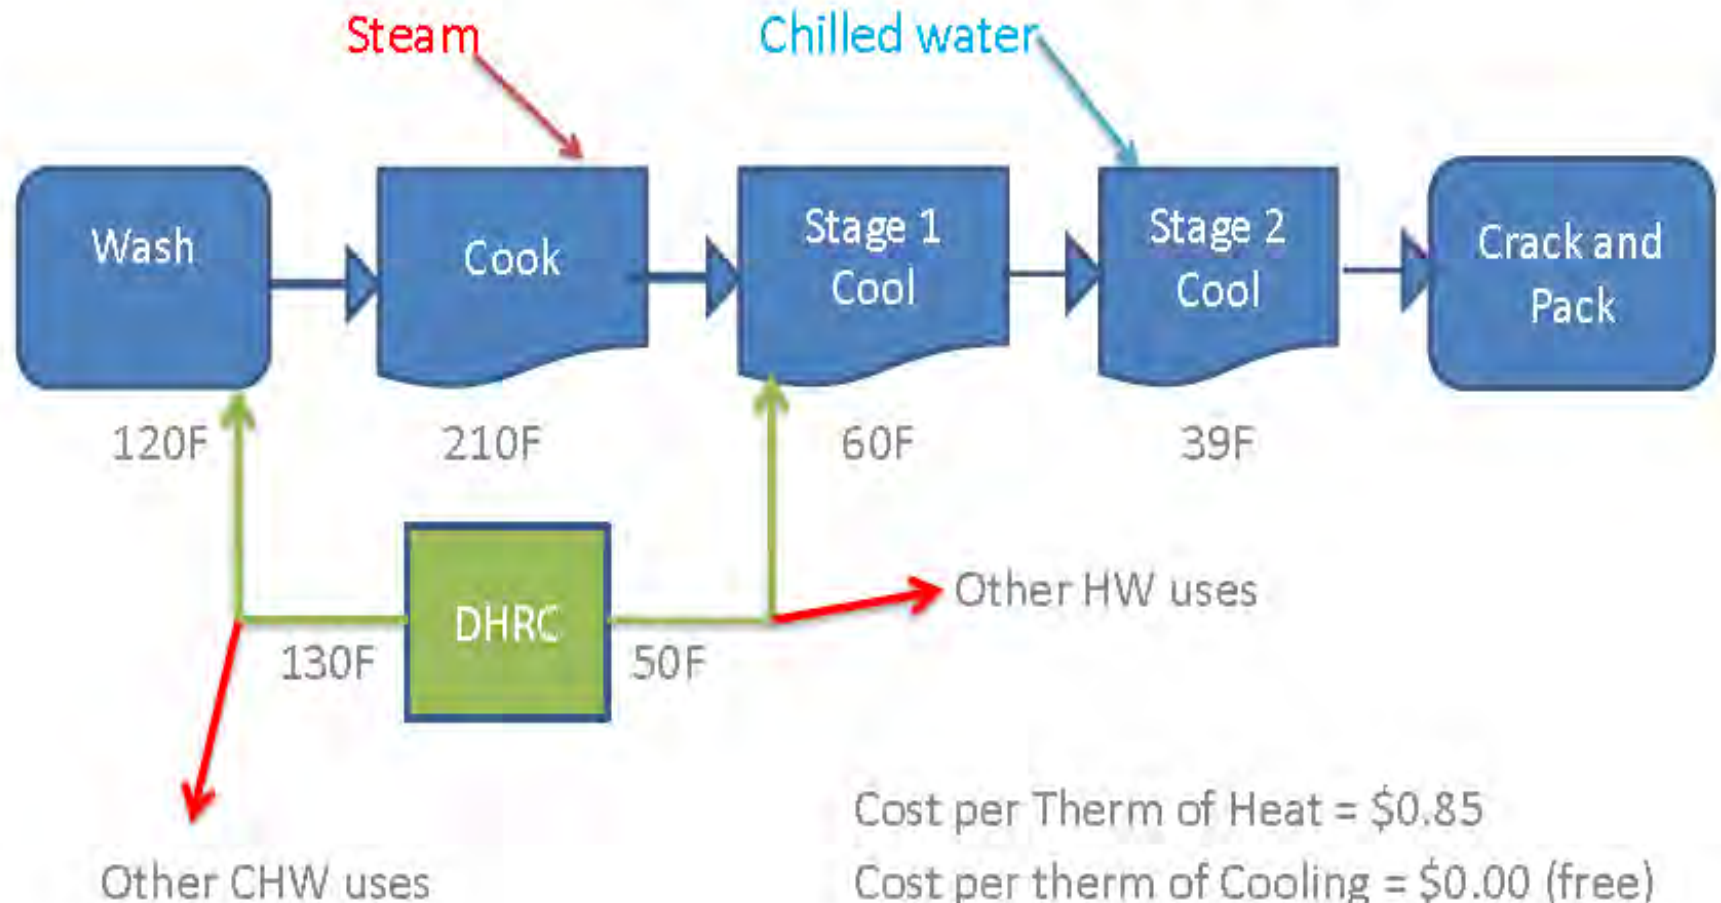 Steam
Chilled water
Wash
Cook
Stage 1
Cool
Stage 2
Cool
Crack and
Pack
120F
210F
60F
39F
DHRC
130F
50F
Other HW uses
Other CHW uses
Cost per Therm of Heat = $0.85
Cost per therm of Cooling = $0.00 (free)